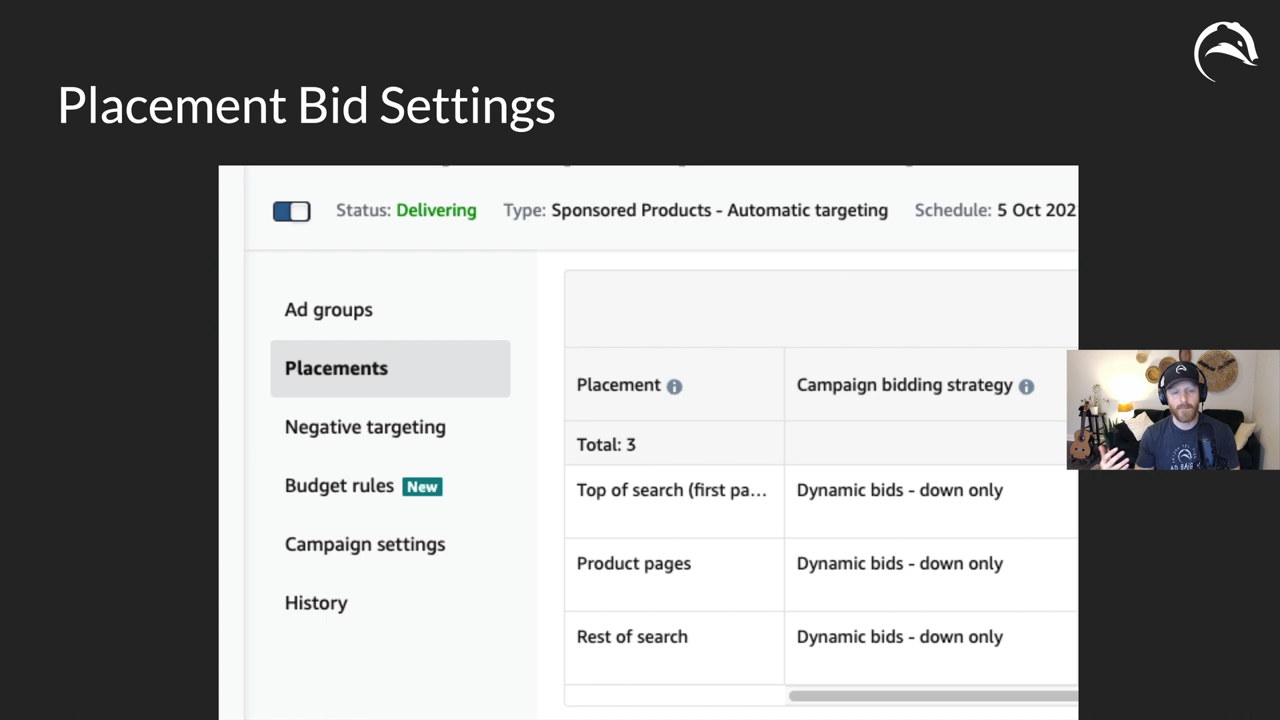 Placement Bid Settings
Status: Delivering Type: Sponsored Products - Automatic targeting Schedule: 5 Oct 202
Ad groups
Placements
Negative targeting
Budget rules New
Campaign settings
History
Placement Campaign bidding strategy
Total: 3
Top of search (first pa... Dynamic bids - down only
Product pages Dynamic bids - down only
Rest of search Dynamic bids - down only